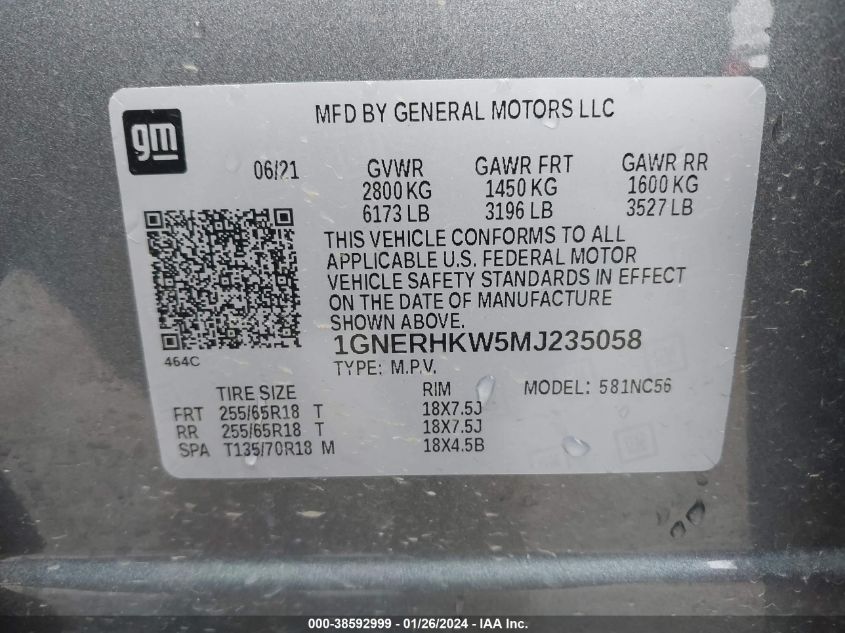 MFD BY GENERAL MOTORS LLC
gm
06/21 GVWR GAWR FRT GAWR RR
2800 KG 1450 KG 1600 KG
6173 LB 3196 LB 3527 LB
THIS VEHICLE CONFORMS TO ALL
APPLICABLE U.S. FEDERAL MOTOR
VEHICLE SAFETY STANDARDS IN EFFECT
ON THE DATE OF MANUFACTURE
SHOWN ABOVE.
1GNERHKW5MJ235058
464C
TYPE: M.P.V.
TIRE SIZE RIM MODEL: 581NC56
FRT 255/65R18 T 18X7.5J
RR 255/65R18 T 18X7.5J
SPA T135/70R18 M 18X4.5B
000-38592999 - 01/26/2024 - IAA Inc.